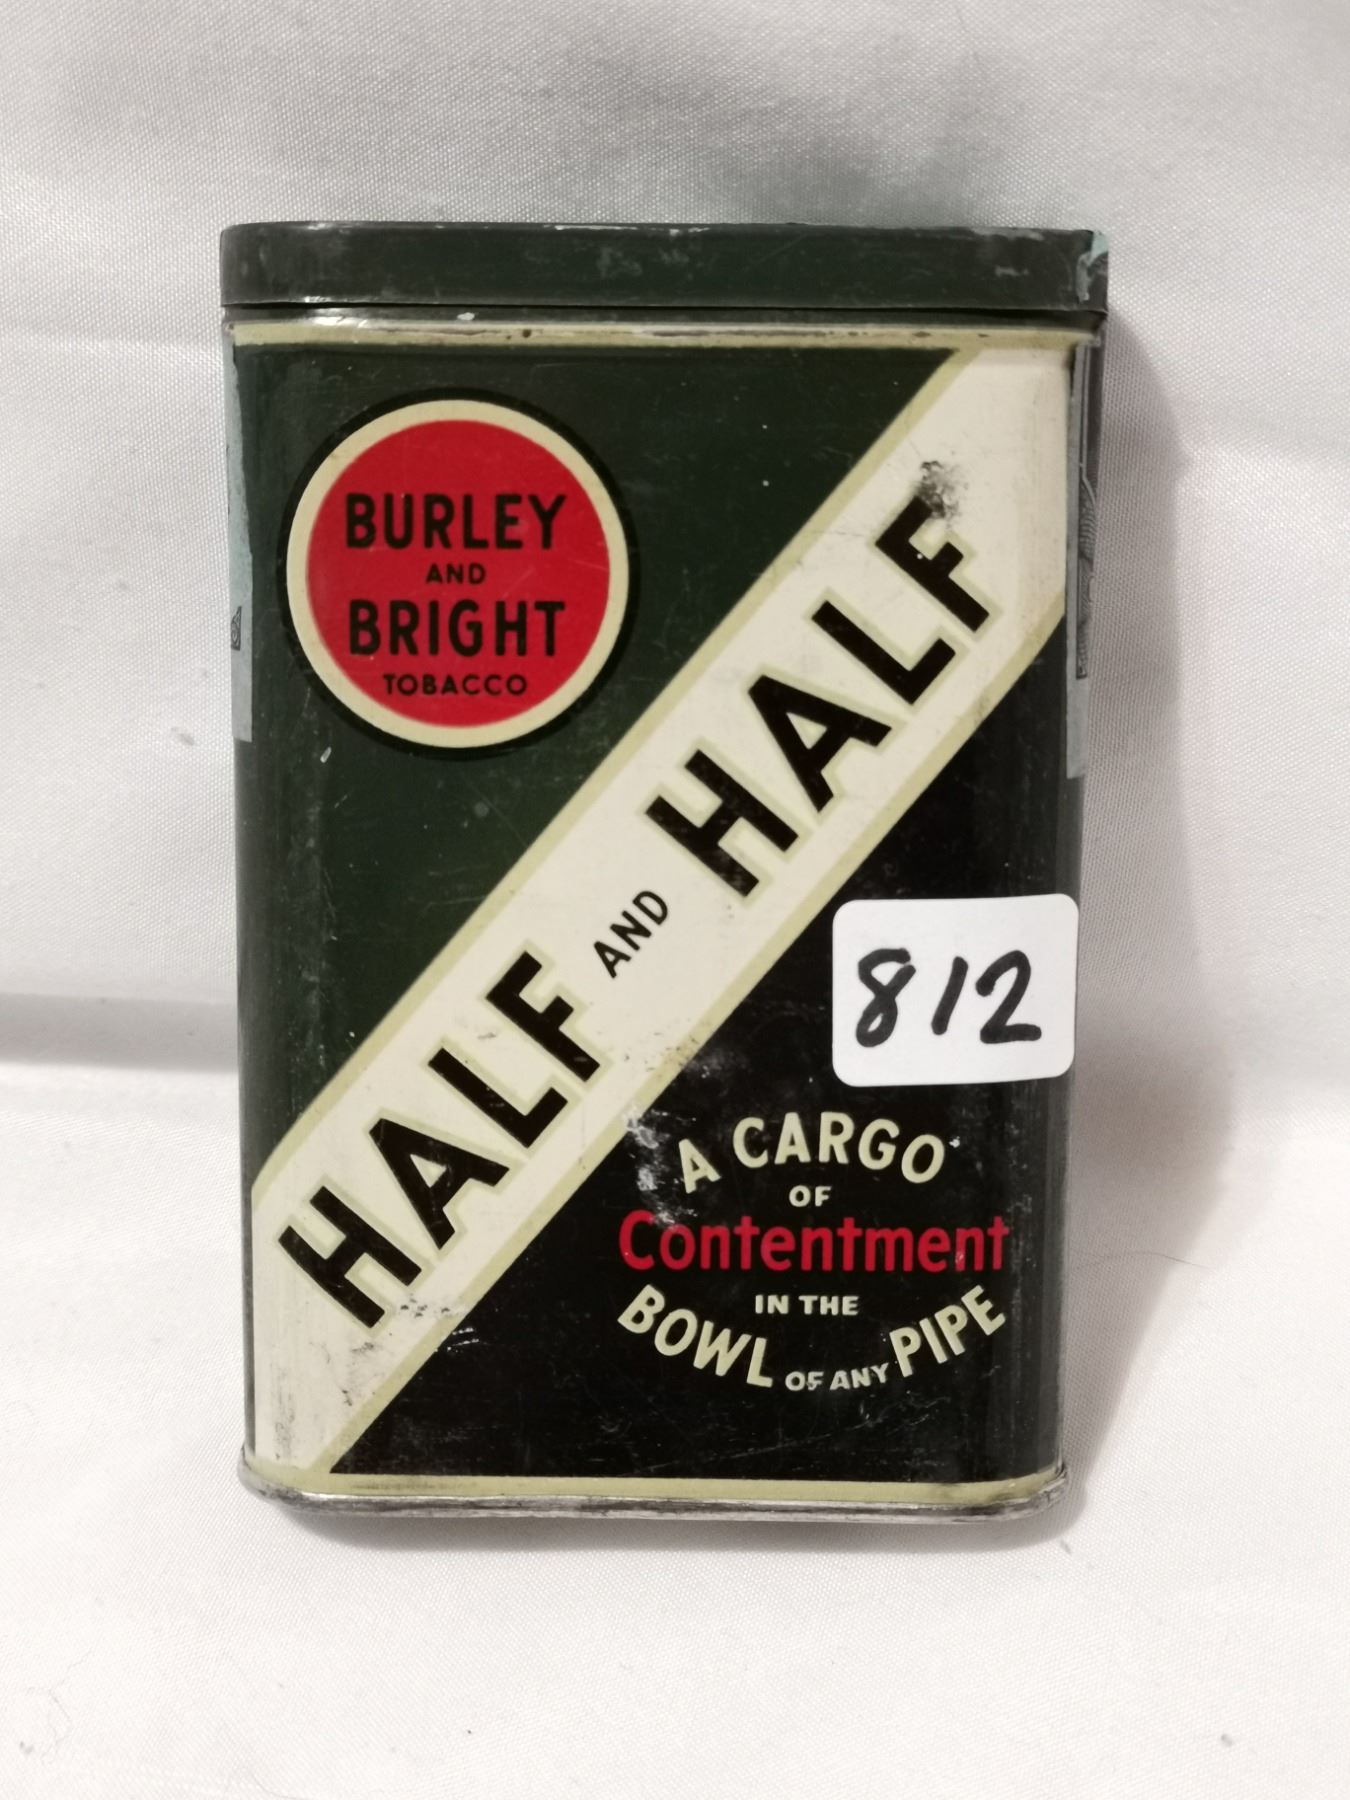 BURLEY
AND
BRIGHT
TOBACCO
HALF AND HALF
812
A CARGO
OF
Contentment
IN THE
BOWL OF ANY PIPE